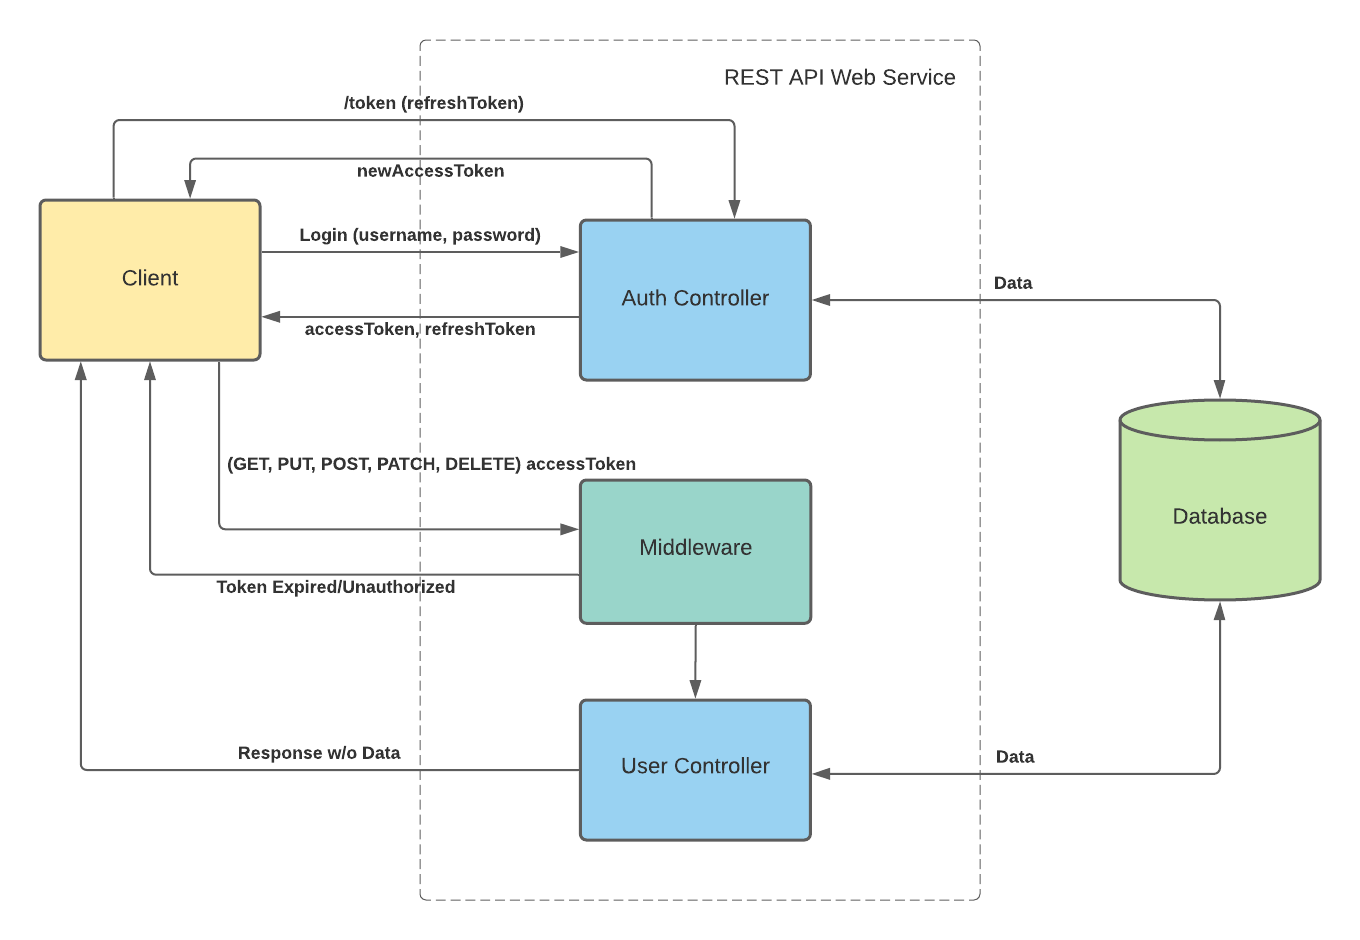 REST API Web Service
/token (refreshToken)
newAccessToken
Login (username, password)
Client
Auth Controller
Data
accessToken, refreshToken
(GET, PUT, POST, PATCH, DELETE) accessToken
Database
Middleware
Token Expired/Unauthorized
Response w/o Data
User Controller
Data